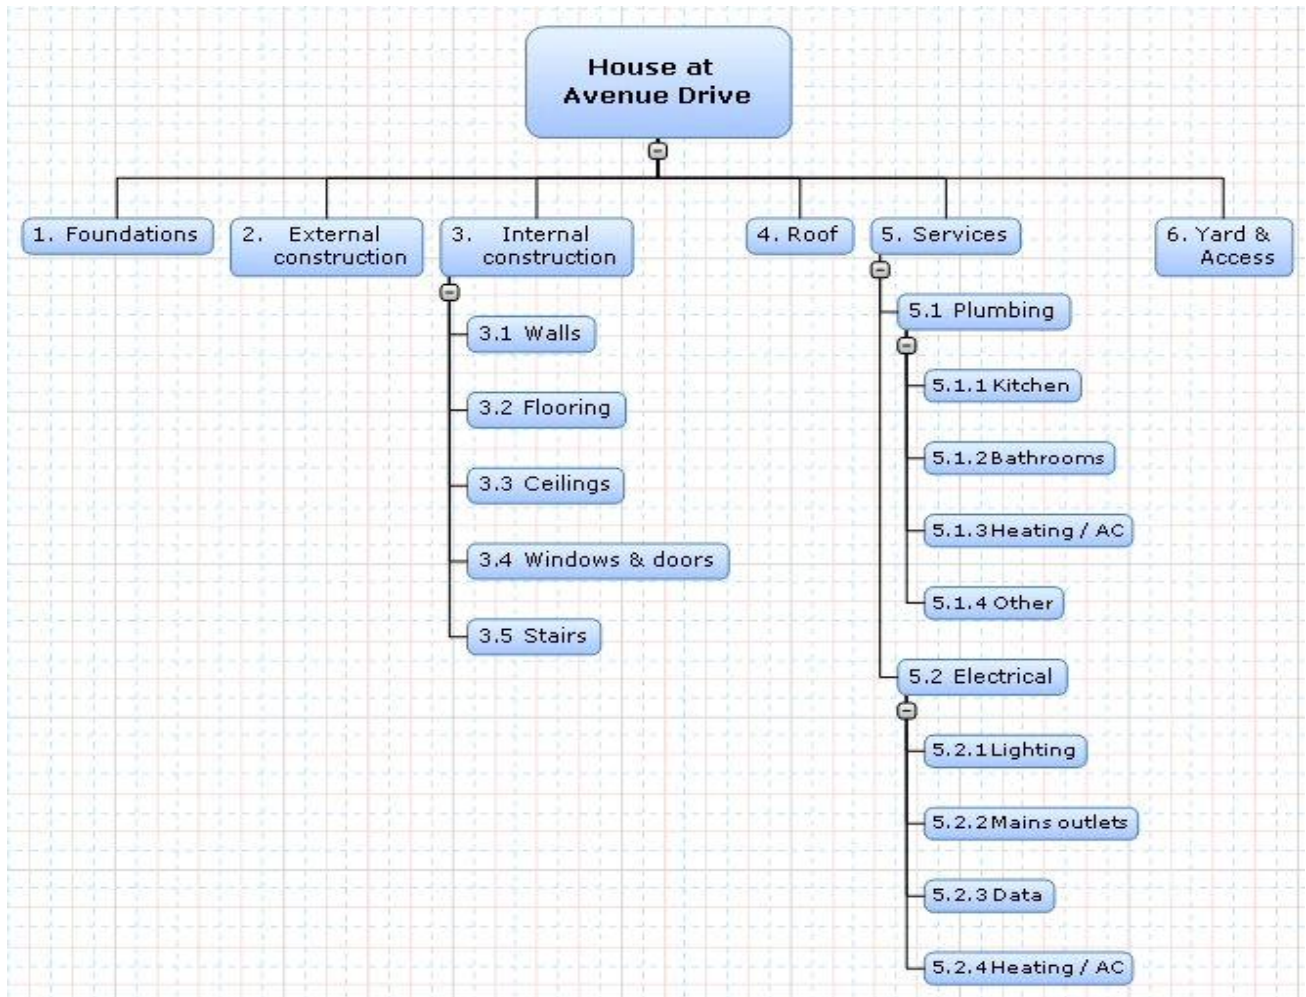 House at
Avenue Drive
1. Foundations
2. External
construction
3. Internal
construction
4. Roof
5. Services
6. Yard &
Access
3.1 Walls
3.2 Flooring
3.3 Ceilings
3.4 Windows & doors
3.5 Stairs
5.1 Plumbing
5.1.1 Kitchen
5.1.2 Bathrooms
5.1.3 Heating / AC
5.1.4 Other
5.2 Electrical
5.2.1 Lighting
5.2.2 Mains outlets
5.2.3 Data
5.2.4 Heating / AC